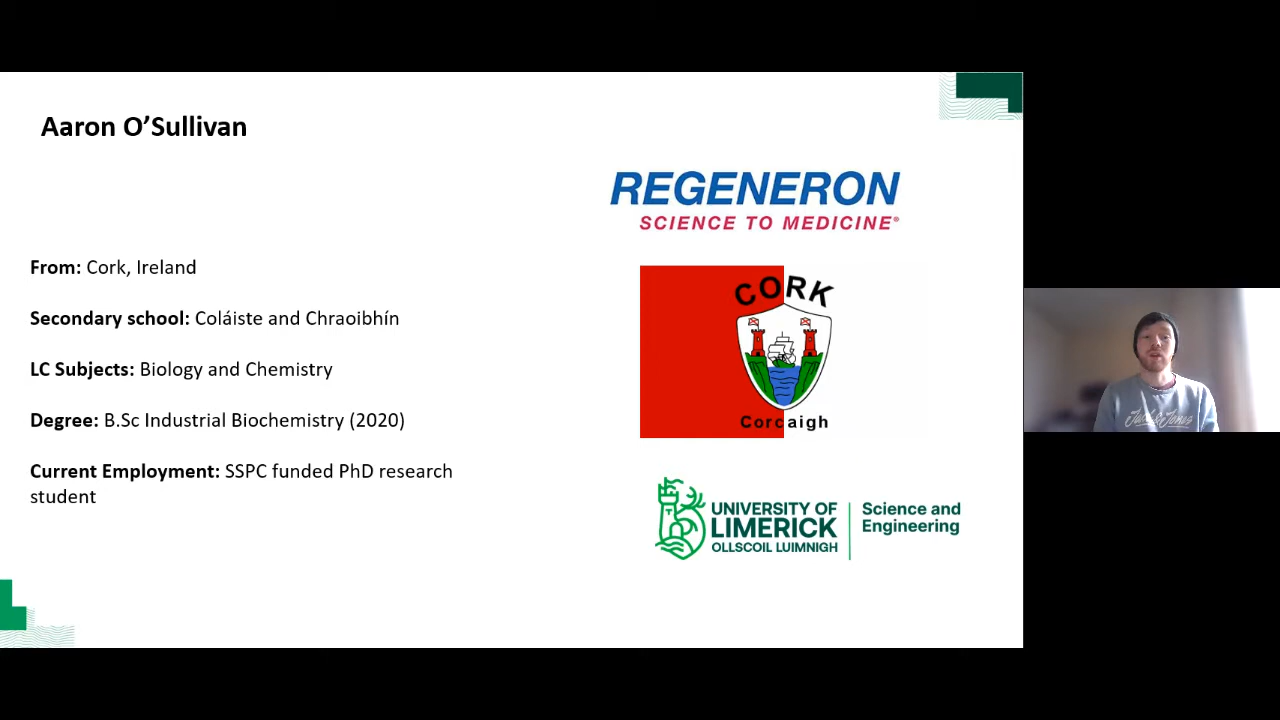 Aaron O’Sullivan
REGENERON
SCIENCE TO MEDICINE®
From: Cork, Ireland
CORK
Secondary school: Coláiste and Chraoibhín
LC Subjects: Biology and Chemistry
Degree: B.Sc Industrial Biochemistry (2020)
Corcaigh
Current Employment: SSPC funded PhD research
student
UNIVERSITY OF
LIMERICK
OLLSCOIL LUIMNIGH
Science and
Engineering
Jack & Jones